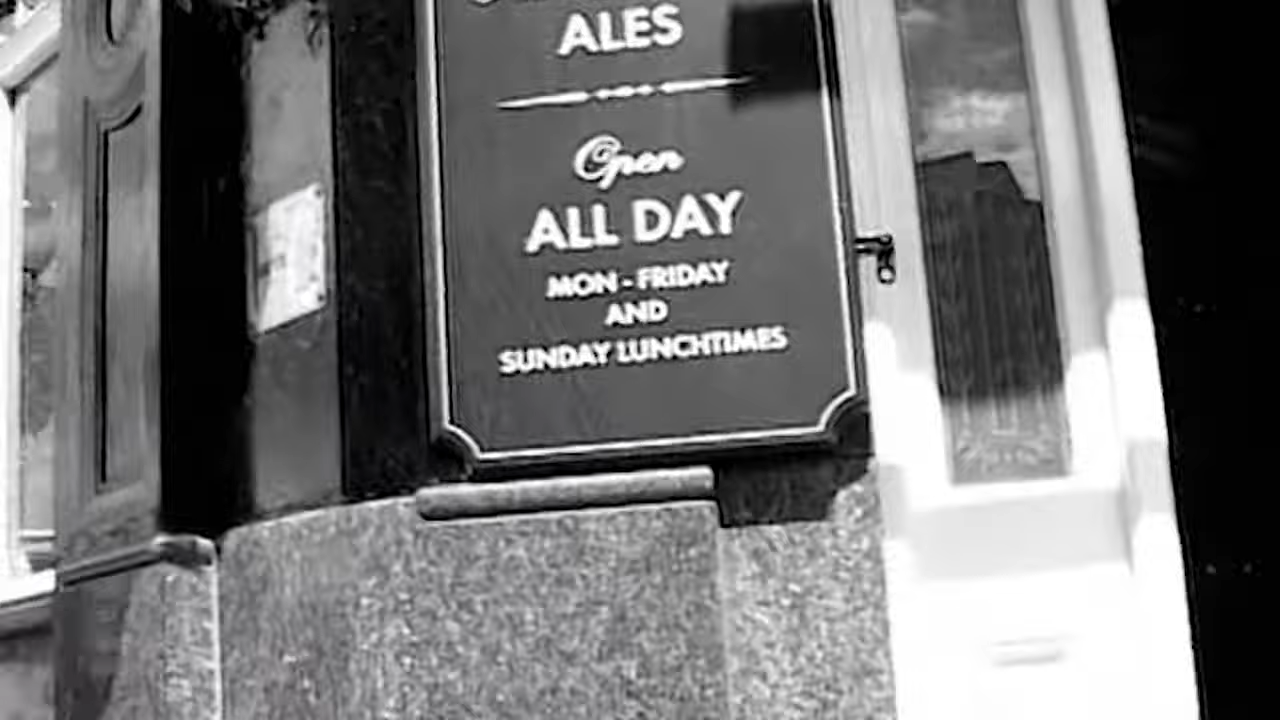 ALES
Open
ALL DAY
MON - FRIDAY
AND
SUNDAY LUNCHTIMES